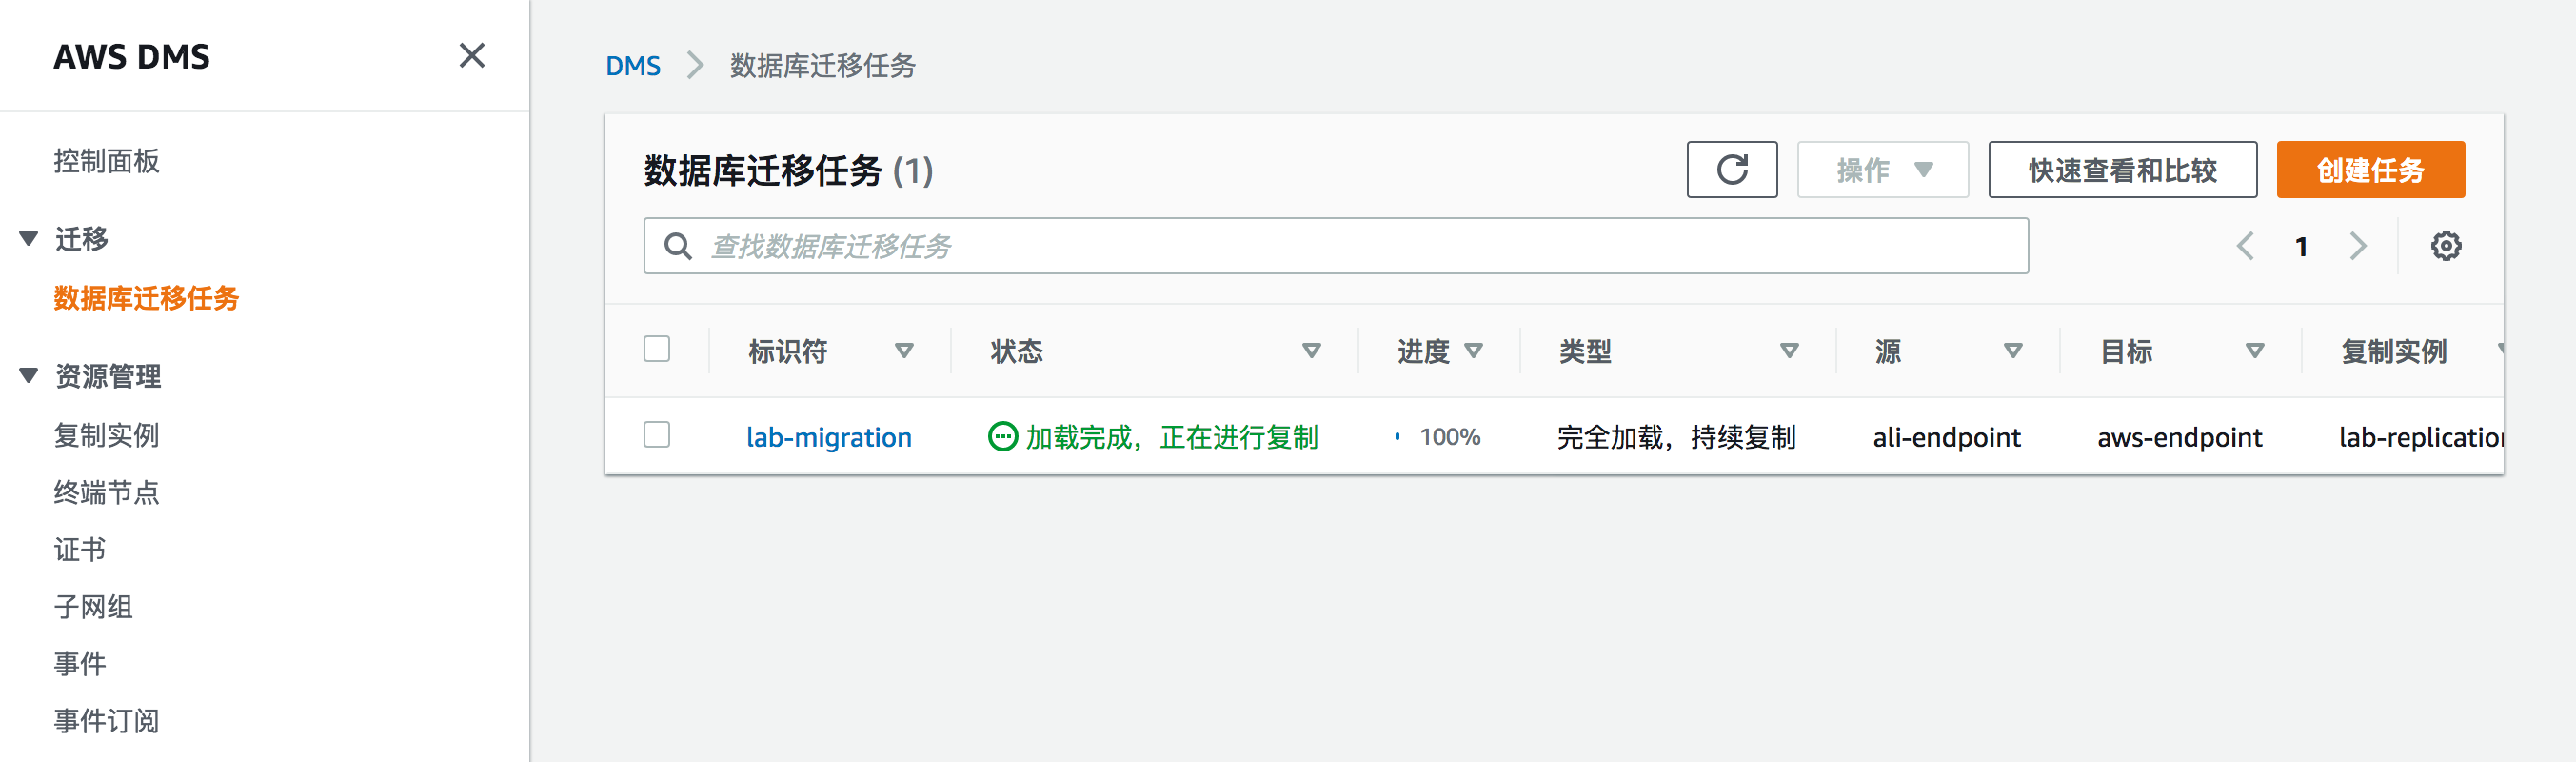 AWS DMS
控制面板
迁移
数据库迁移任务
资源管理
复制实例
终端节点
证书
子网组
事件
事件订阅
DMS 数据库迁移任务
数据库迁移任务 (1) 操作 快速查看和比较 创建任务
查找数据库迁移任务 1
标识符 状态 进度 类型 源 目标 复制实例
lab-migration 加载完成，正在进行复制 100% 完全加载，持续复制 ali-endpoint aws-endpoint lab-replication